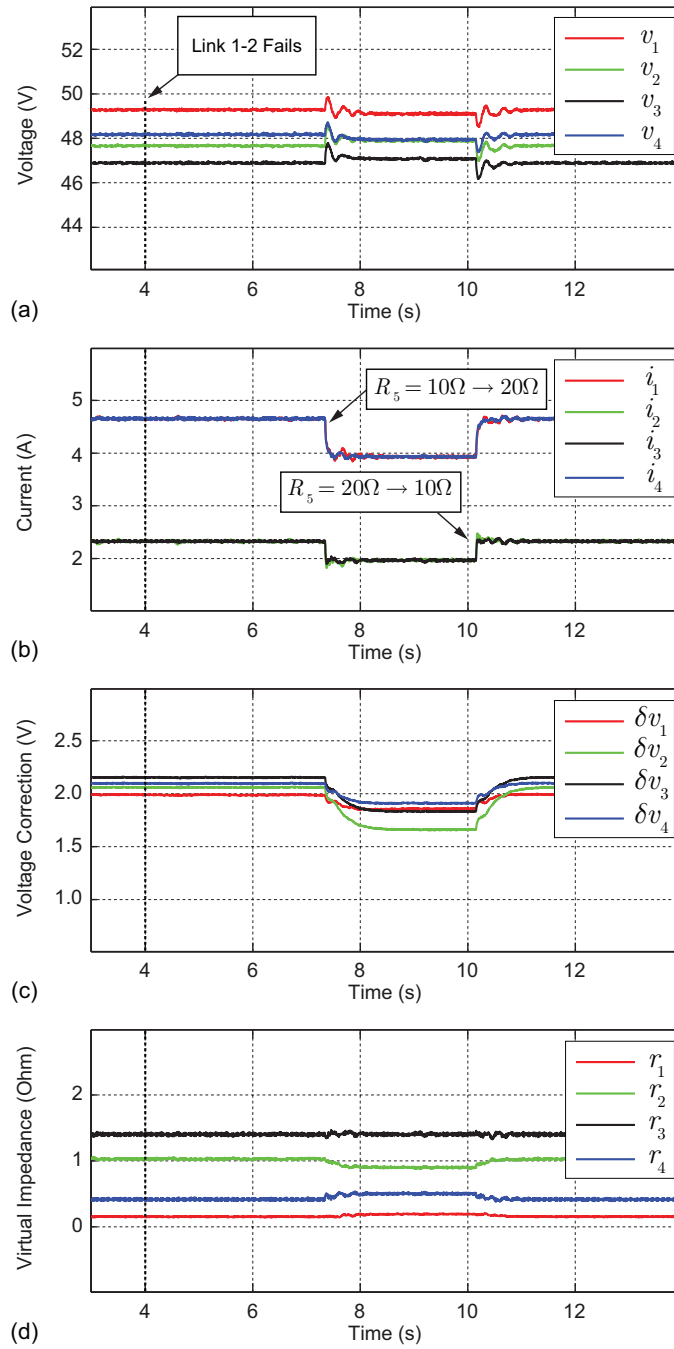 Link 1-2 Fails
v₁
v₂
v₃
v₄
52
50
48
46
44
Voltage (V)
4 6 8 10 12
Time (s)
(a)
R₅ = 10Ω → 20Ω
R₅ = 20Ω → 10Ω
i₁
i₂
i₃
i₄
5
4
3
2
Current (A)
4 6 8 10 12
Time (s)
(b)
δv₁
δv₂
δv₃
δv₄
2.5
2.0
1.5
1.0
Voltage Correction (V)
4 6 8 10 12
Time (s)
(c)
r₁
r₂
r₃
r₄
2
1
0
Virtual Impedance (Ohm)
4 6 8 10 12
Time (s)
(d)